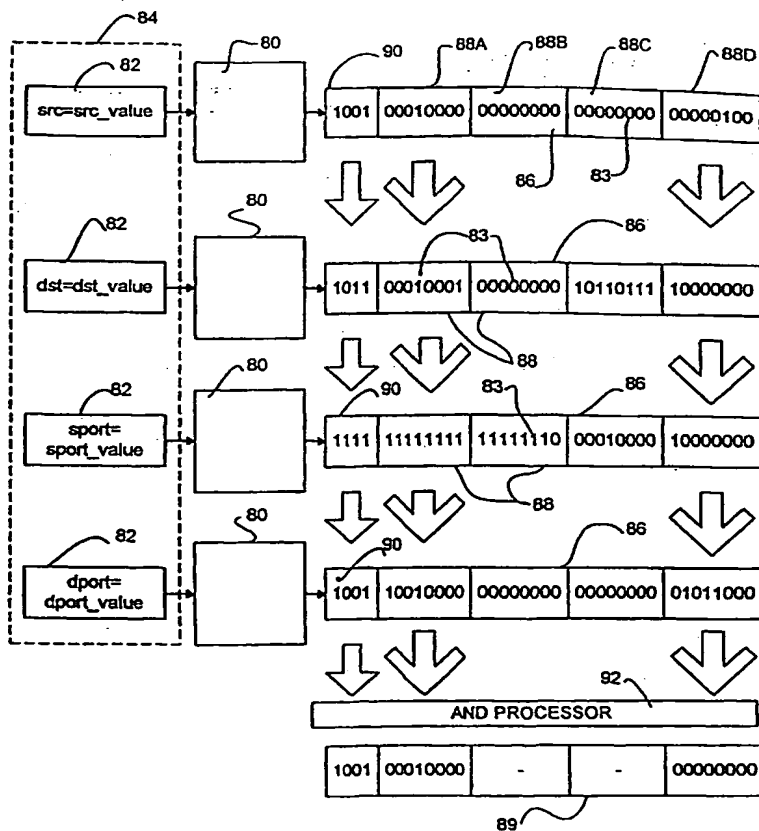 84
82
80
90
88A
88B
88C
88D
src=src_value
1001 00010000 00000000 00000000 00000100
86
83
82
80
83
86
dst=dst_value
1011 00010001 00000000 10110111 10000000
88
82
80
90
83
86
sport=
sport_value
1111 11111111 11111110 00010000 10000000
88
82
80
90
86
dport=
dport_value
1001 10010000 00000000 00000000 01011000
92
AND PROCESSOR
1001 00010000 - - 00000000
89